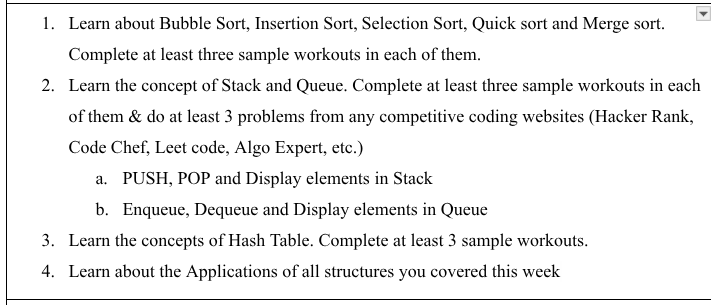 1. Learn about Bubble Sort, Insertion Sort, Selection Sort, Quick sort and Merge sort.
Complete at least three sample workouts in each of them.
2. Learn the concept of Stack and Queue. Complete at least three sample workouts in each
of them & do at least 3 problems from any competitive coding websites (Hacker Rank,
Code Chef, Leet code, Algo Expert, etc.)
a. PUSH, POP and Display elements in Stack
b. Enqueue, Dequeue and Display elements in Queue
3. Learn the concepts of Hash Table. Complete at least 3 sample workouts.
4. Learn about the Applications of all structures you covered this week